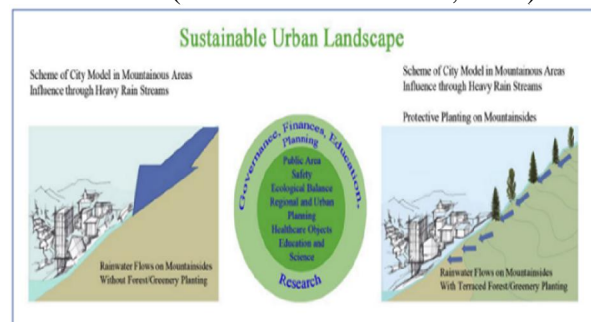 Sustainable Urban Landscape
Scheme of City Model in Mountainous Areas
Influence through Heavy Rain Streams
Rainwater Flows on Mountainsides
Without Forest/Greenery Planting
Governance, Finances, Education,
Planning
Public Area
Safety
Ecological Balance
Regional and Urban
Planning
Healthcare Objects
Education and
Science
Research
Scheme of City Model in Mountainous Areas
Influence through Heavy Rain Streams
Protective Planting on Mountainsides
Rainwater Flows on Mountainsides
With Terraced Forest/Greenery Planting